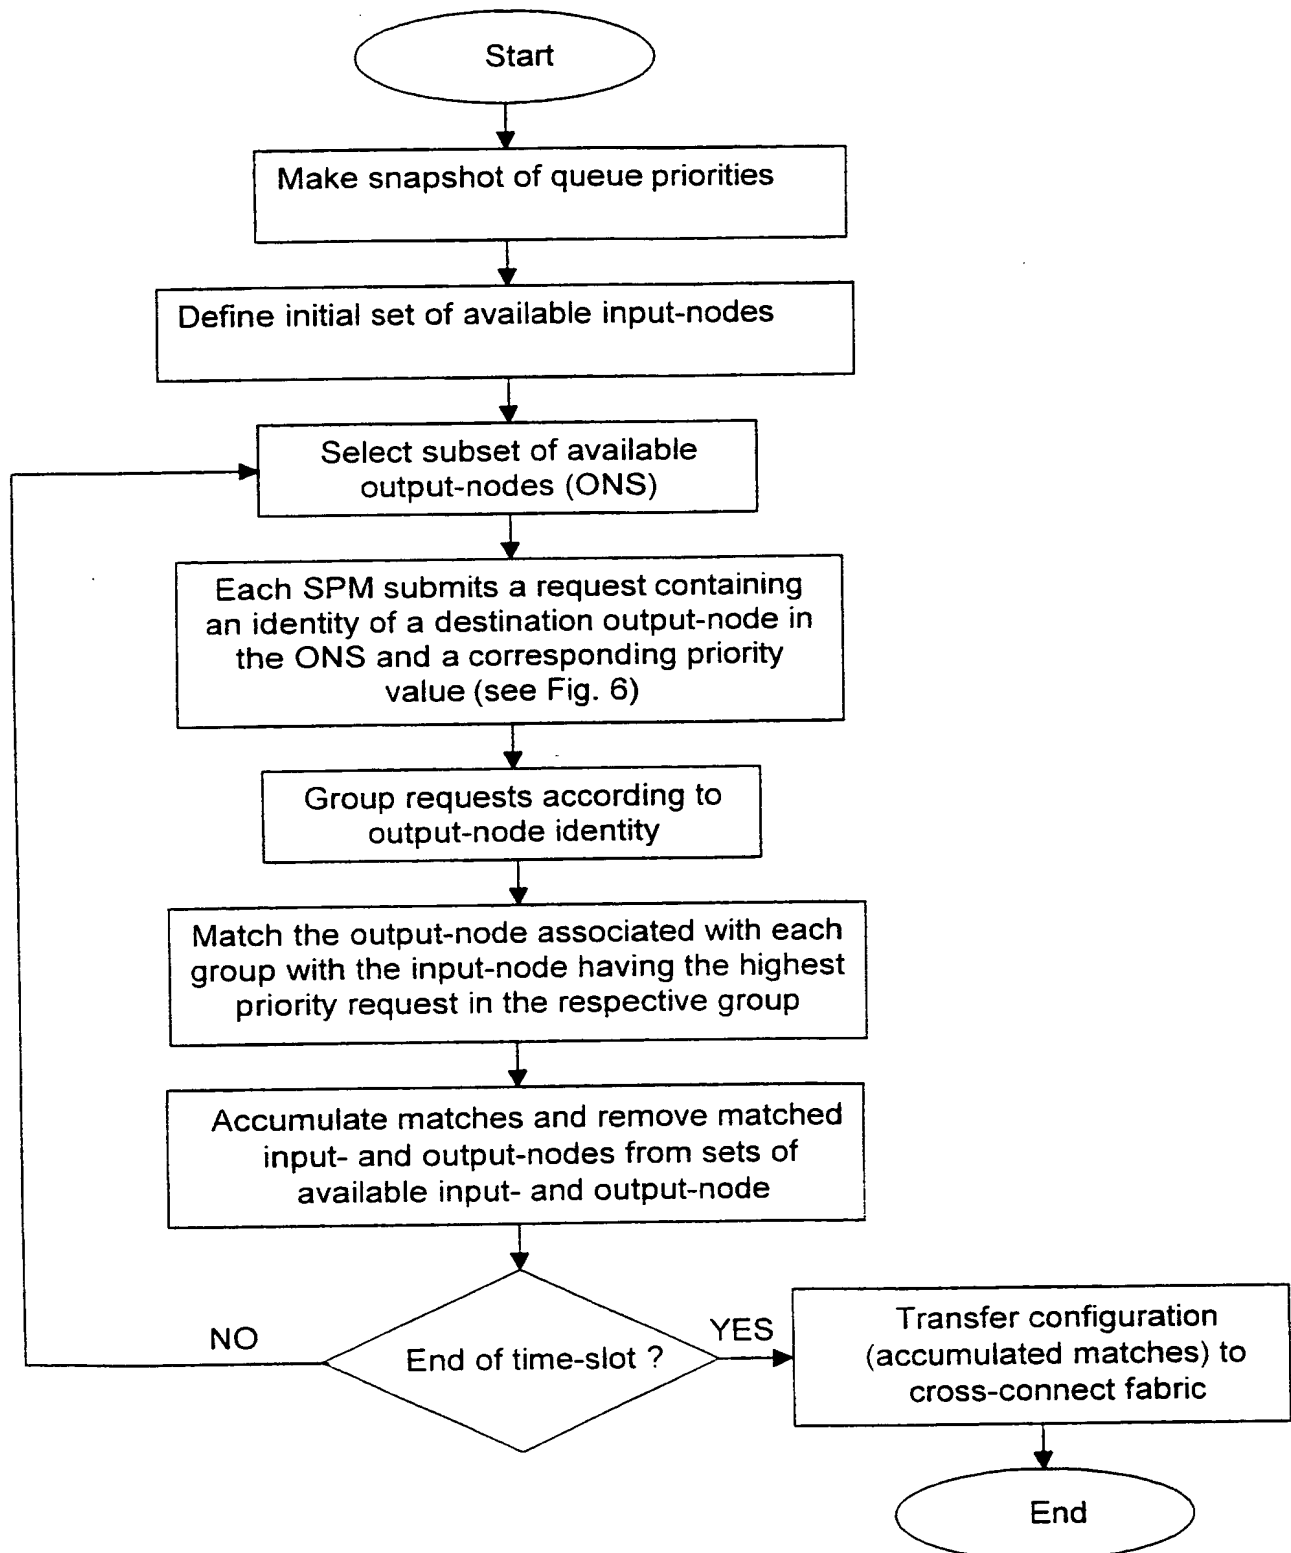 Start
Make snapshot of queue priorities
Define initial set of available input-nodes
Select subset of available
output-nodes (ONS)
Each SPM submits a request containing
an identity of a destination output-node in
the ONS and a corresponding priority
value (see Fig. 6)
Group requests according to
output-node identity
Match the output-node associated with each
group with the input-node having the highest
priority request in the respective group
Accumulate matches and remove matched
input- and output-nodes from sets of
available input- and output-node
NO
End of time-slot ?
YES
Transfer configuration
(accumulated matches) to
cross-connect fabric
End